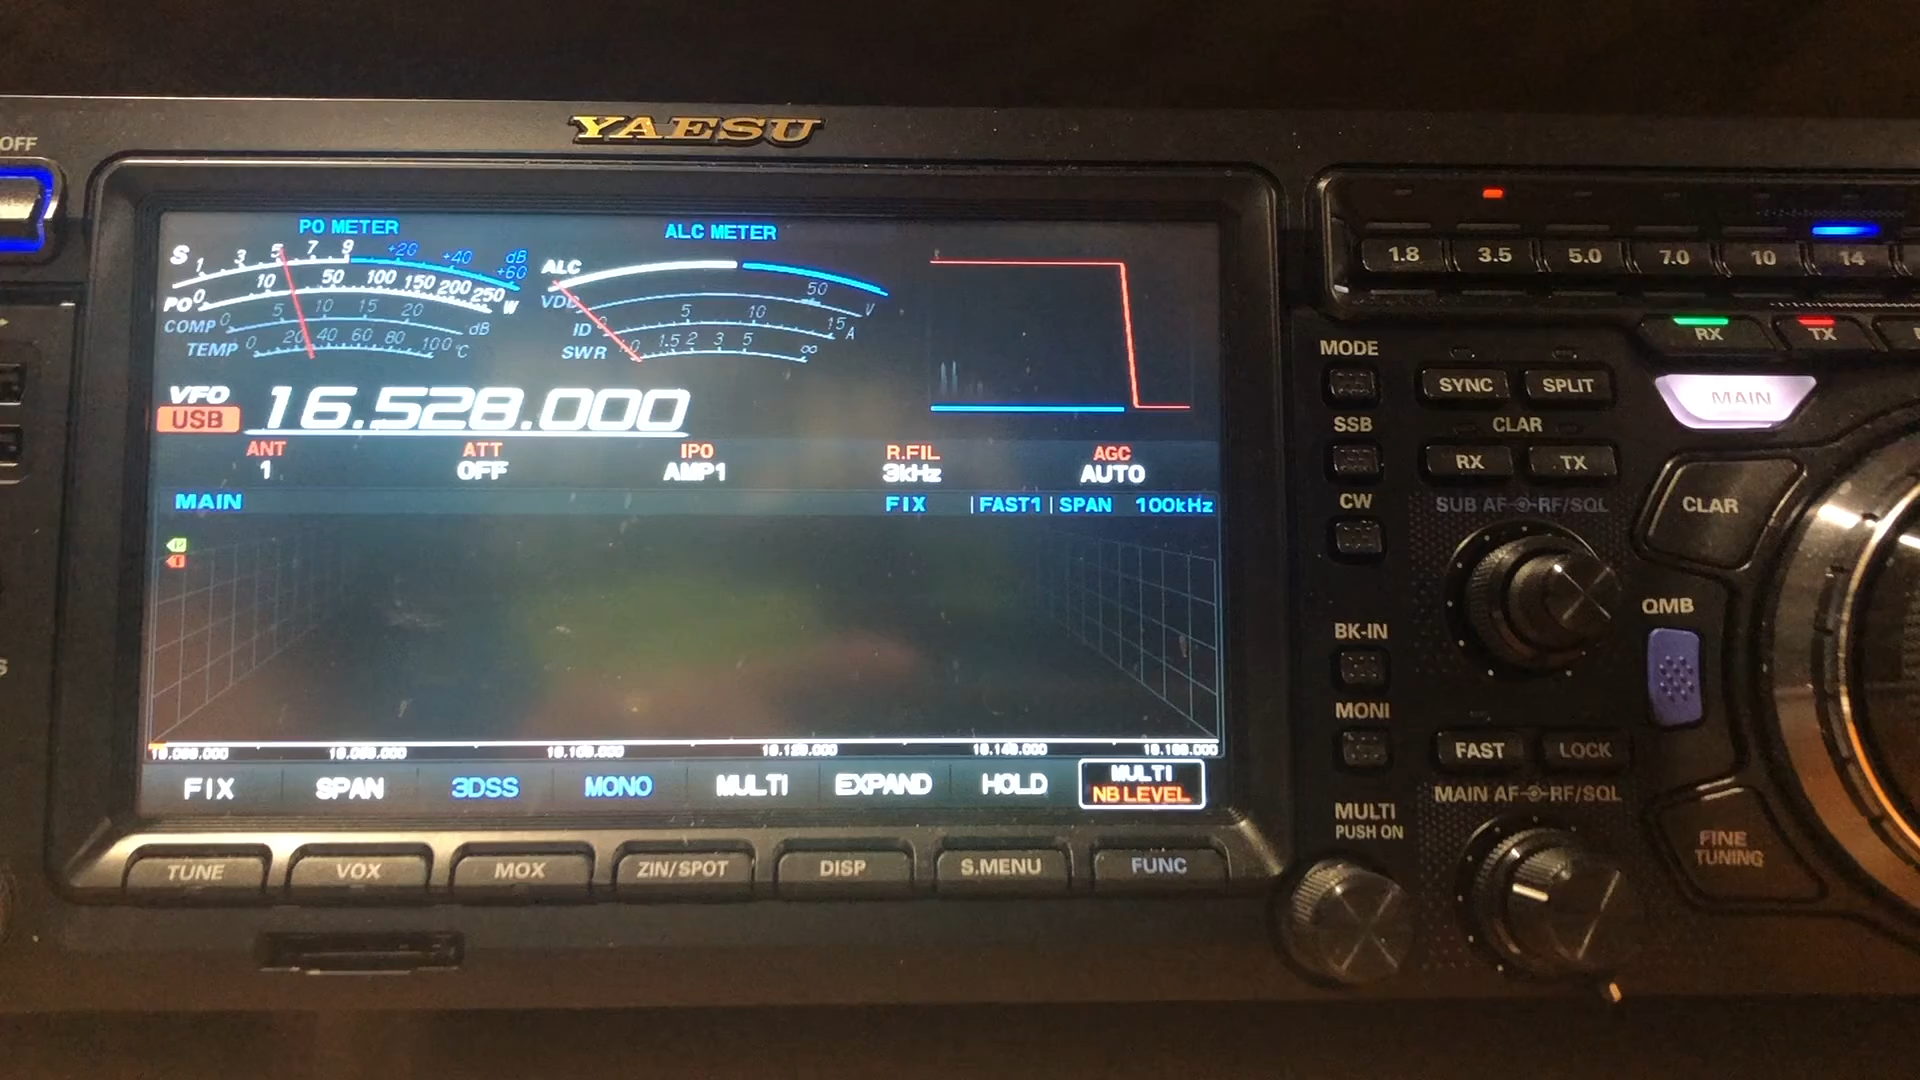 OFF
YAESU
PO METER
ALC METER
S 1 3 5 7 9 +20 +40 +60 dB
PO 0 10 50 100 150 200 250 W
COMP 0 5 10 15 20 dB
TEMP 0 20 40 60 80 100 °C
ALC
VDD 50 V
ID 0 5 10 15 A
SWR 1.5 2 3 5 ∞
VFO
USB
16.528.000
ANT ATT IPO R.FIL AGC
1 OFF AMP1 3kHz AUTO
MAIN FIX FAST1 SPAN 100kHz
FIX SPAN 3DSS MONO MULTI EXPAND HOLD MULTI
NB LEVEL
TUNE VOX MOX ZIN/SPOT DISP S.MENU FUNC
1.8 3.5 5.0 7.0 10 14
RX TX
MODE
SYNC SPLIT
MAIN
SSB
CLAR
RX TX
CLAR
CW
SUB AF RF/SQL
QMB
BK-IN
MONI
FAST LOCK
MAIN AF RF/SQL
MULTI
PUSH ON
FINE
TUNING